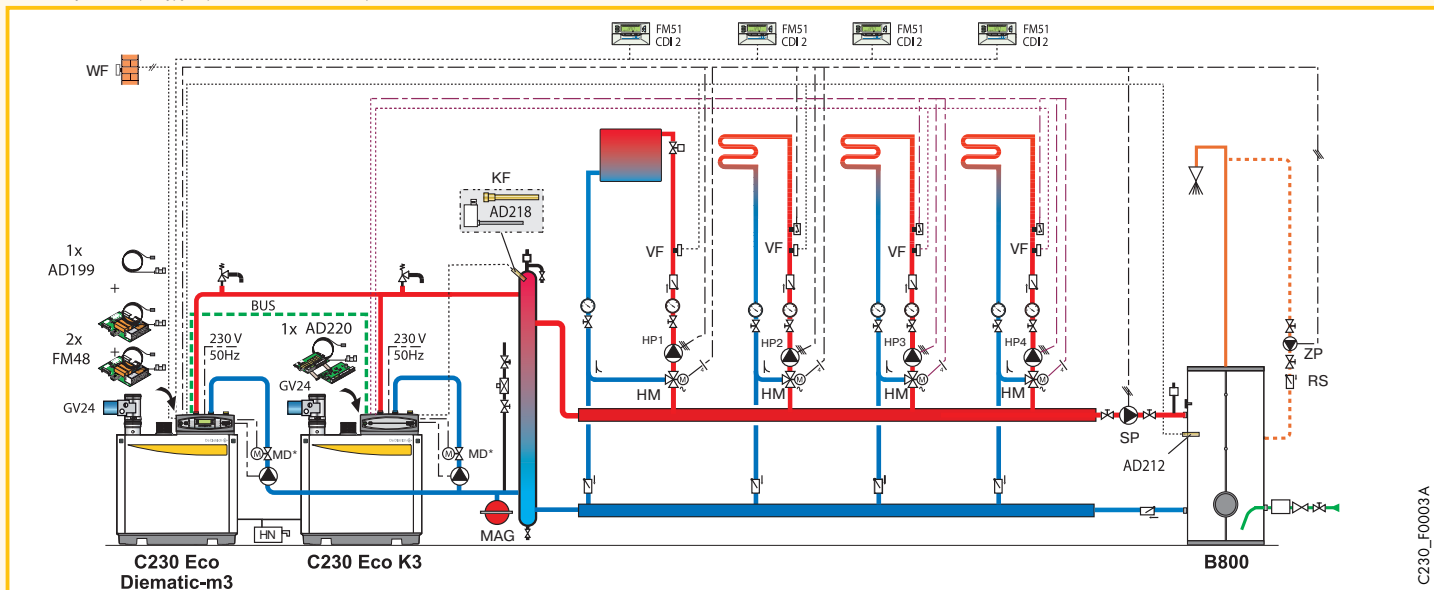 FM51
CDI 2
FM51
CDI 2
FM51
CDI 2
FM51
CDI 2
WF
KF
AD218
1x
AD199
+
2x
FM48
+
GV24
BUS
230 V
50Hz
1x AD220
GV24
230 V
50Hz
MD*
MD*
HN
MAG
VF
VF
VF
VF
HP1
HP2
HP3
HP4
M
M
M
M
M
M
HM
HM
HM
HM
SP
AD212
ZP
RS
C230 Eco
Diematic-m3
C230 Eco K3
B800
C230_F0003A